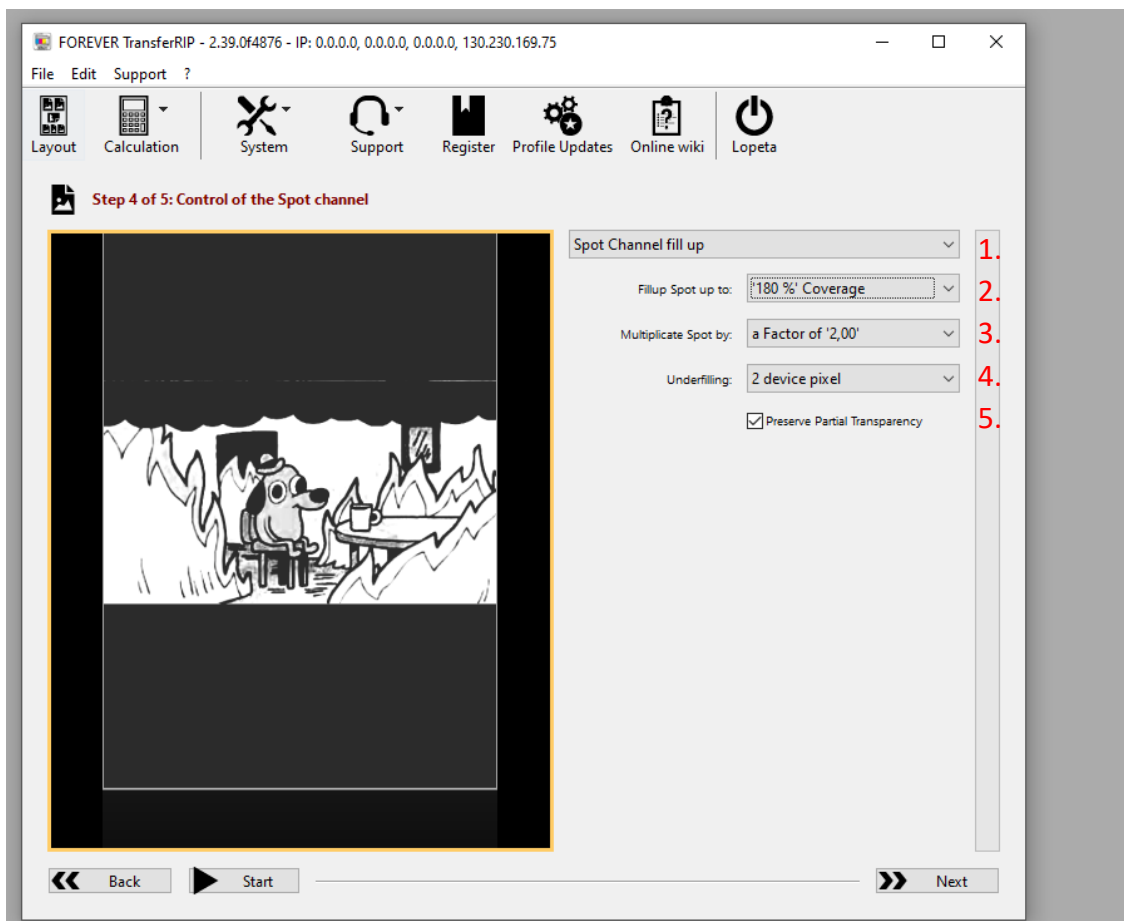 FOREVER TransferRIP - 2.39.0f4876 - IP: 0.0.0.0, 0.0.0.0, 0.0.0.0, 130.230.169.75
File Edit Support ?
Layout Calculation System Support Register Profile Updates Online wiki Lopeta
Step 4 of 5: Control of the Spot channel
Spot Channel fill up 1.
Fillup Spot up to: '180 %' Coverage 2.
Multiplicate Spot by: a Factor of '2,00' 3.
Underfilling: 2 device pixel 4.
Preserve Partial Transparency 5.
Back Start Next